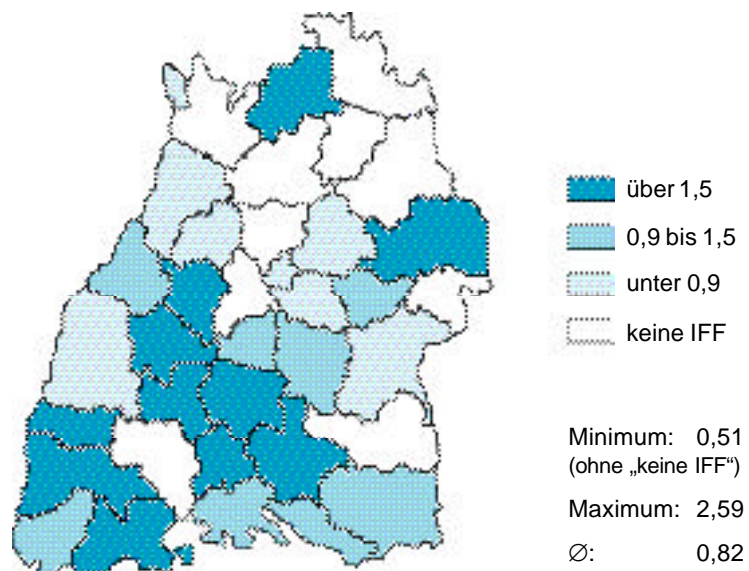 über 1,5
0,9 bis 1,5
unter 0,9
keine IFF
Minimum: 0,51
(ohne „keine IFF“)
Maximum: 2,59
∅: 0,82